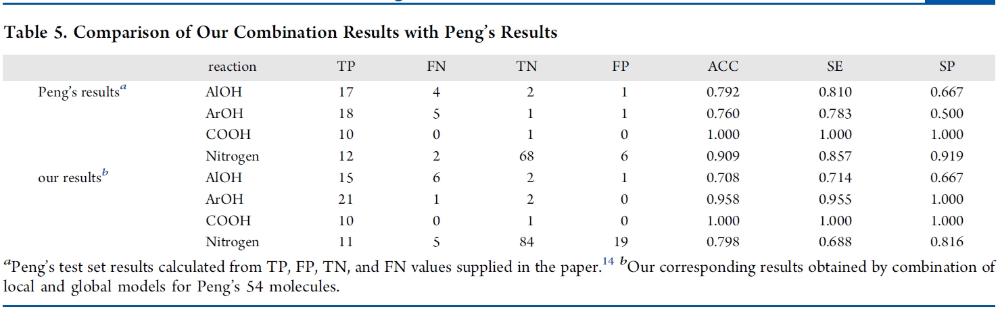 Table 5. Comparison of Our Combination Results with Peng's Results
reaction TP FN TN FP ACC SE SP
Peng's results^a AlOH 17 4 2 1 0.792 0.810 0.667
ArOH 18 5 1 1 0.760 0.783 0.500
COOH 10 0 1 0 1.000 1.000 1.000
Nitrogen 12 2 68 6 0.909 0.857 0.919
our results^b AlOH 15 6 2 1 0.708 0.714 0.667
ArOH 21 1 2 0 0.958 0.955 1.000
COOH 10 0 1 0 1.000 1.000 1.000
Nitrogen 11 5 84 19 0.798 0.688 0.816
^a Peng's test set results calculated from TP, FP, TN, and FN values supplied in the paper.^14 ^b Our corresponding results obtained by combination of
local and global models for Peng's 54 molecules.